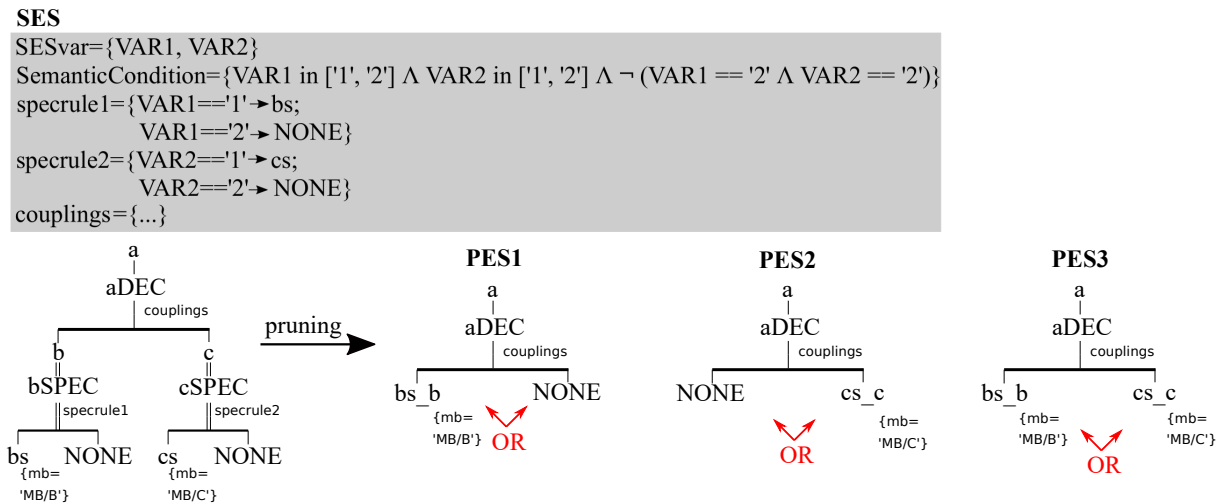 SES
SESvar={VAR1, VAR2}
SemanticCondition={VAR1 in ['1', '2'] Λ VAR2 in ['1', '2'] Λ ¬ (VAR1 == '2' Λ VAR2 == '2')}
specrule1={VAR1=='1'→bs;
VAR1=='2'→ NONE}
specrule2={VAR2=='1'→cs;
VAR2=='2'→ NONE}
couplings={...}
a
aDEC
couplings
b
c
bSPEC
cSPEC
specrule1
specrule2
bs
NONE
cs
NONE
{mb=
'MB/B'}
{mb=
'MB/C'}
pruning
PES1
a
aDEC
couplings
bs_b
NONE
{mb=
'MB/B'}
OR
PES2
a
aDEC
couplings
NONE
cs_c
{mb=
'MB/C'}
OR
PES3
a
aDEC
couplings
bs_b
cs_c
{mb=
'MB/B'}
{mb=
'MB/C'}
OR